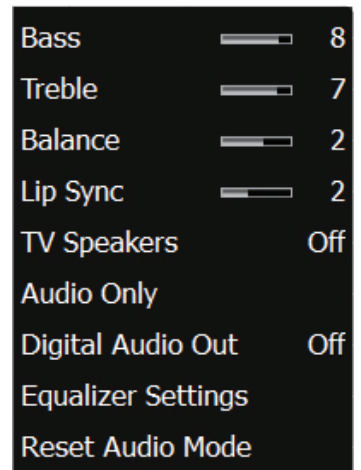 Bass 8
Treble 7
Balance 2
Lip Sync 2
TV Speakers Off
Audio Only
Digital Audio Out Off
Equalizer Settings
Reset Audio Mode